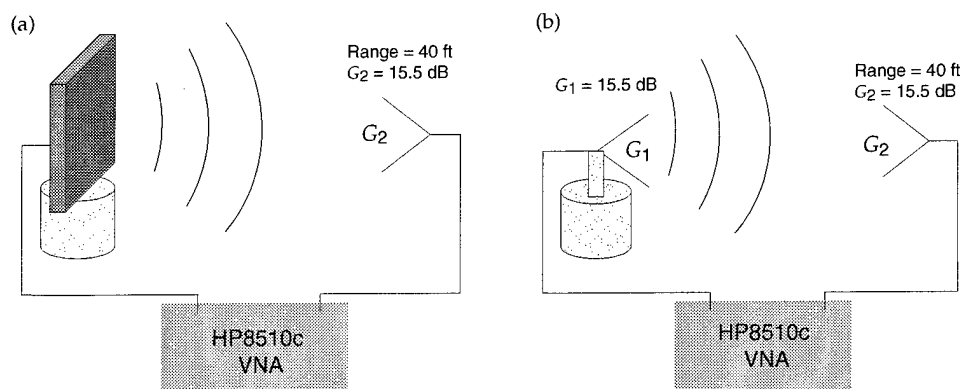 (a)
Range = 40 ft
G₂ = 15.5 dB
G₂
HP8510c
VNA
(b)
G₁ = 15.5 dB
Range = 40 ft
G₂ = 15.5 dB
G₁
G₂
HP8510c
VNA